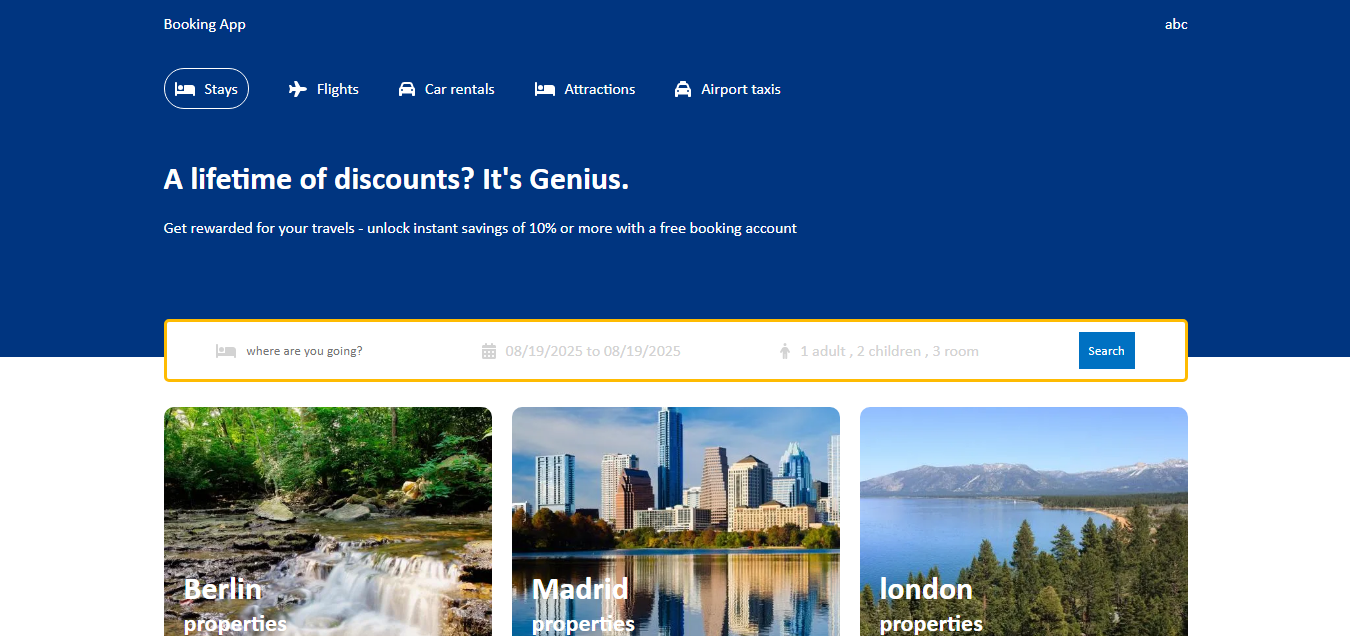 Booking App
abc
Stays
Flights
Car rentals
Attractions
Airport taxis
A lifetime of discounts? It's Genius.
Get rewarded for your travels - unlock instant savings of 10% or more with a free booking account
where are you going?
08/19/2025 to 08/19/2025
1 adult , 2 children , 3 room
Search
Berlin
properties
Madrid
properties
london
properties